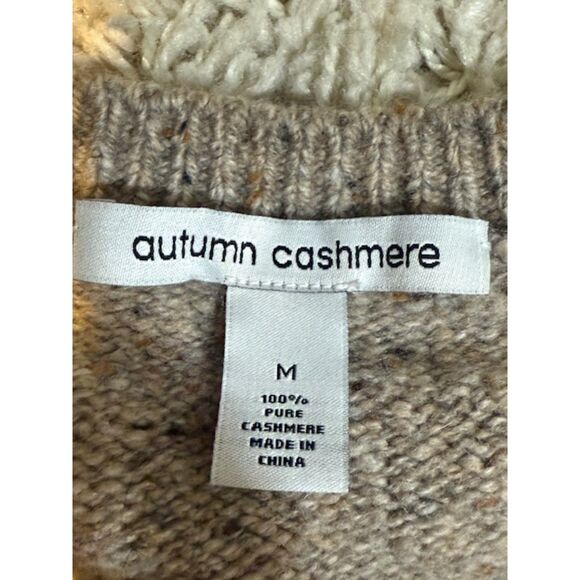 autumn cashmere
M
100%
PURE
CASHMERE
MADE IN
CHINA